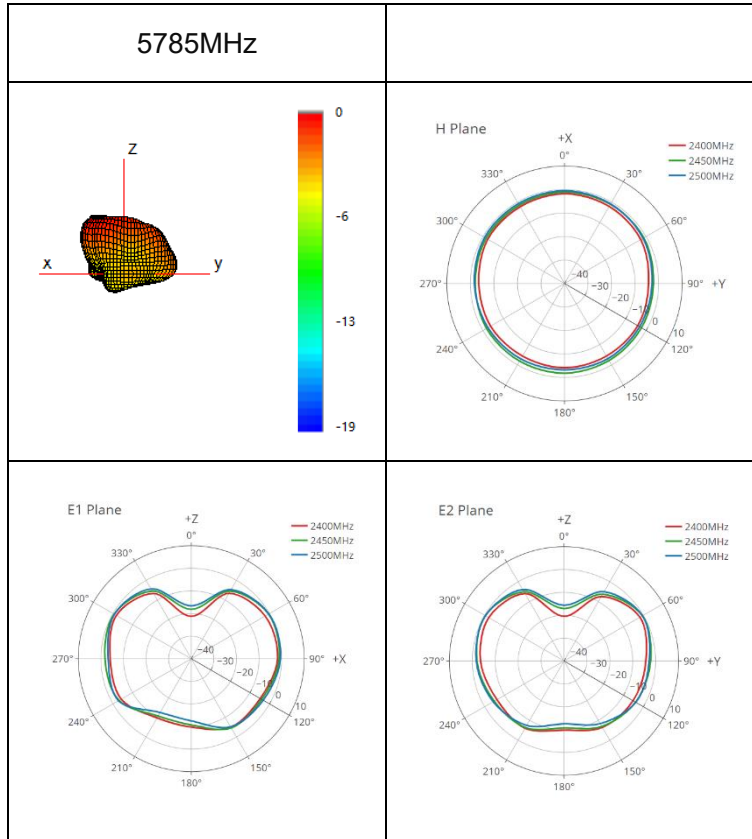 5785MHz
0
-6
-13
-19
Z
x
y
H Plane
+X
0°
2400MHz
2450MHz
2500MHz
330°
30°
300°
60°
270°
90° +Y
−40
−30
−20
−10
0
10
240°
120°
210°
150°
180°
E1 Plane
+Z
0°
2400MHz
2450MHz
2500MHz
330°
30°
300°
60°
270°
90° +X
−40
−30
−20
−10
0
10
240°
120°
210°
150°
180°
E2 Plane
+Z
0°
2400MHz
2450MHz
2500MHz
330°
30°
300°
60°
270°
90° +Y
−40
−30
−20
−10
0
10
240°
120°
210°
150°
180°